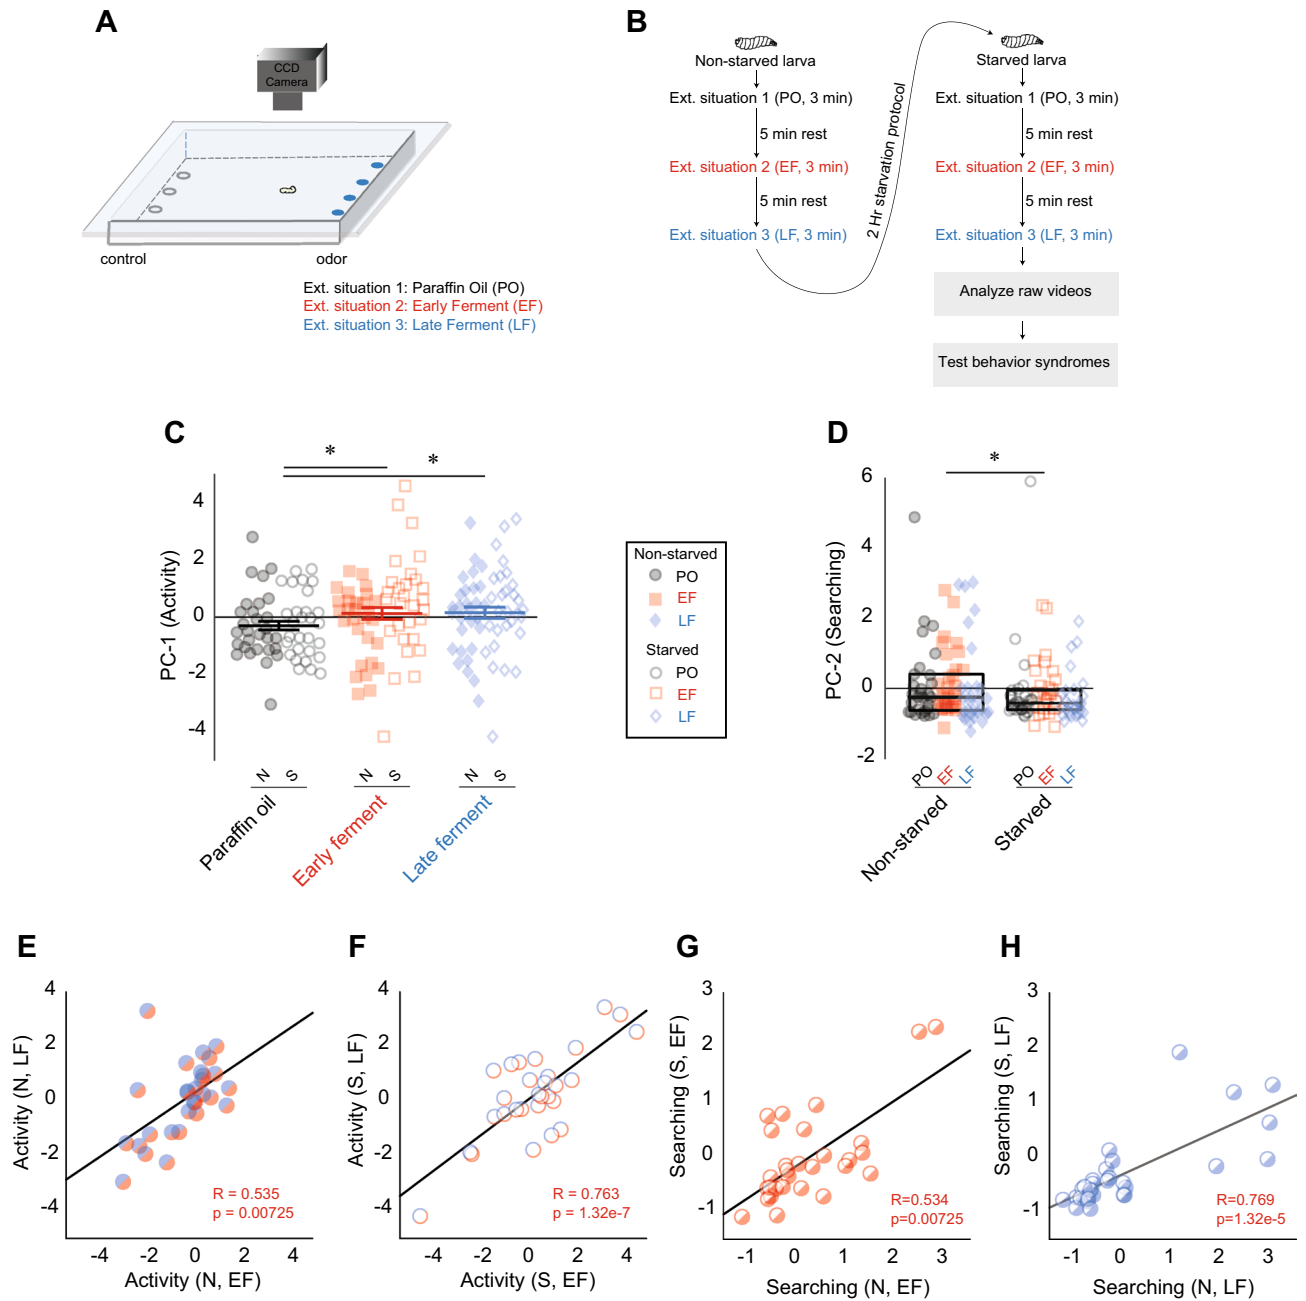 A
CCD
Camera
control
odor
Ext. situation 1: Paraffin Oil (PO)
Ext. situation 2: Early Ferment (EF)
Ext. situation 3: Late Ferment (LF)
B
Non-starved larva
Ext. situation 1 (PO, 3 min)
5 min rest
Ext. situation 2 (EF, 3 min)
5 min rest
Ext. situation 3 (LF, 3 min)
2 Hr starvation protocol
Starved larva
Ext. situation 1 (PO, 3 min)
5 min rest
Ext. situation 2 (EF, 3 min)
5 min rest
Ext. situation 3 (LF, 3 min)
Analyze raw videos
Test behavior syndromes
C
*
*
PC-1 (Activity)
4
2
0
-2
-4
N S
N S
N S
Paraffin oil
Early ferment
Late ferment
Non-starved
PO
EF
LF
Starved
PO
EF
LF
D
*
PC-2 (Searching)
6
4
2
0
-2
PO EF LF
PO EF LF
Non-starved
Starved
E
Activity (N, LF)
4
2
0
-2
-4
R = 0.535
p = 0.00725
-4 -2 0 2 4
Activity (N, EF)
F
Activity (S, LF)
4
2
0
-2
-4
R = 0.763
p = 1.32e-7
-4 -2 0 2 4
Activity (S, EF)
G
Searching (S, EF)
3
2
1
0
-1
R=0.534
p=0.00725
-1 0 1 2 3
Searching (N, EF)
H
Searching (S, LF)
3
2
1
0
-1
R=0.769
p=1.32e-5
-1 0 1 2 3
Searching (N, LF)